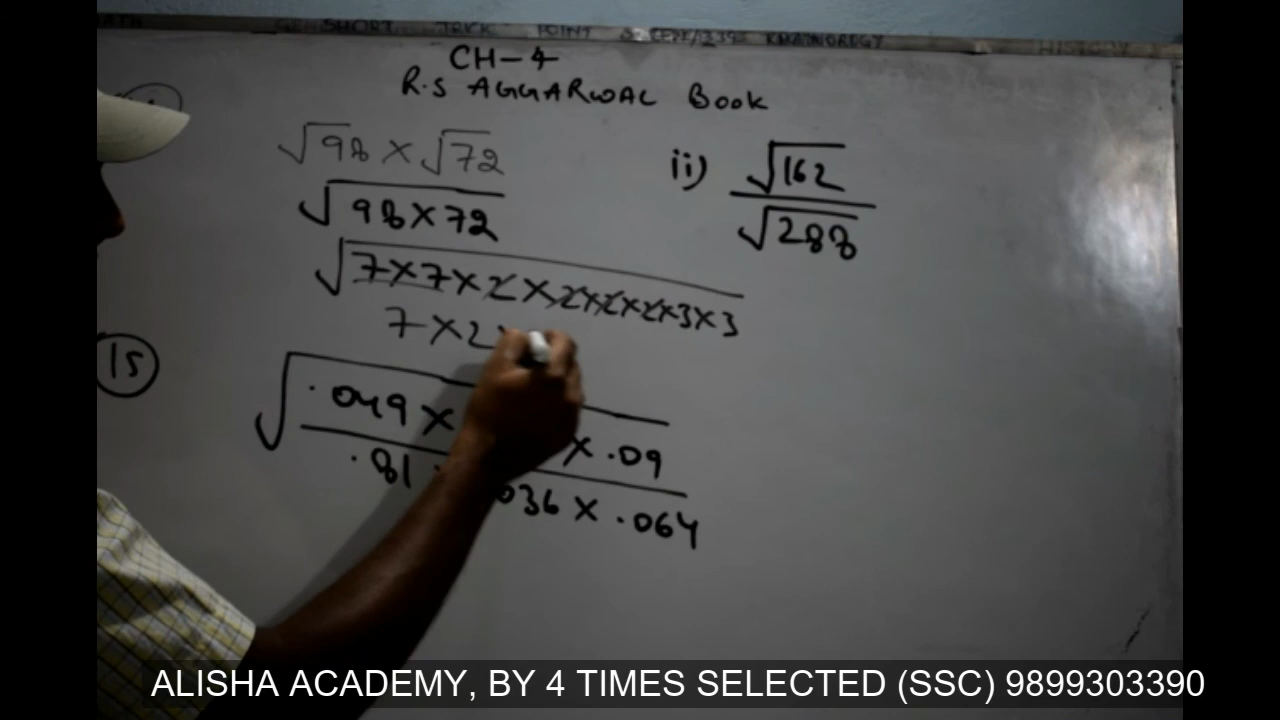 CH-4
R.S AGGARWAL BOOK
√98 × √72
√98×72
√7×7×2×2×2×2×3×3
7×2
ii) √162
√288
15
√.049 × × .09
.81 .036 × .064
ALISHA ACADEMY, BY 4 TIMES SELECTED (SSC) 9899303390